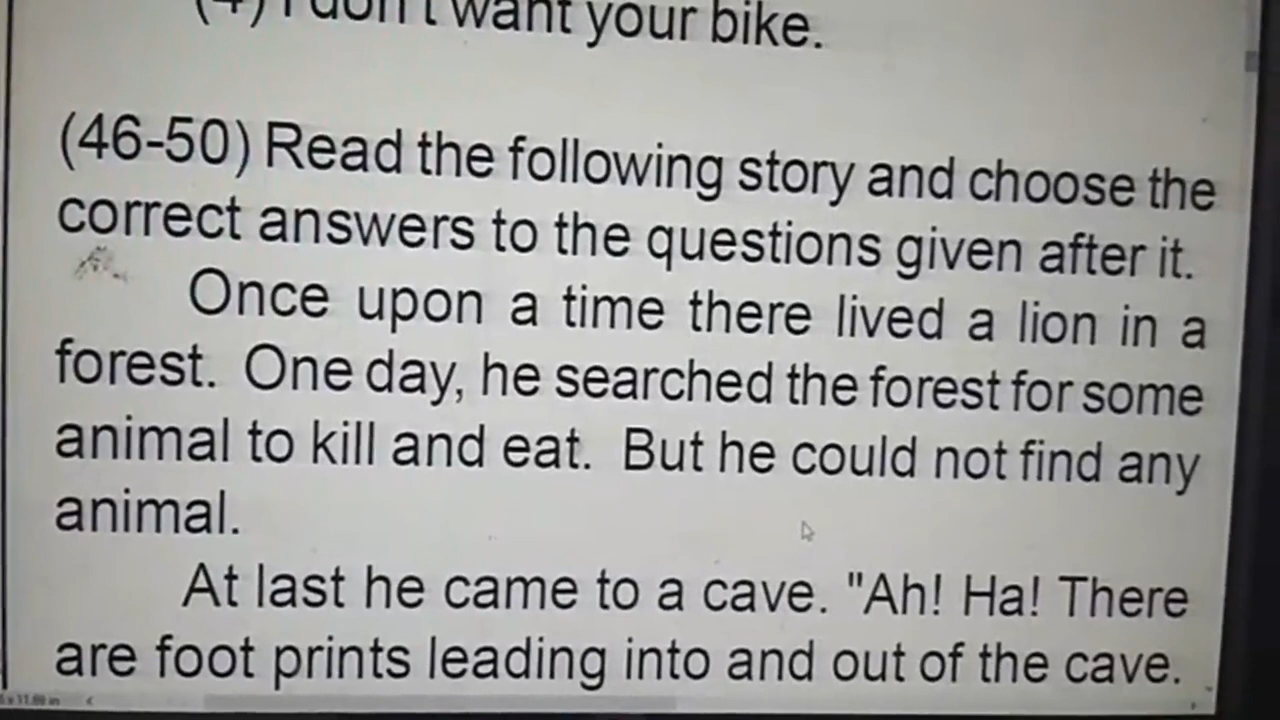 (4) I don't want your bike.
(46-50) Read the following story and choose the
correct answers to the questions given after it.
Once upon a time there lived a lion in a
forest. One day, he searched the forest for some
animal to kill and eat. But he could not find any
animal.
At last he came to a cave. "Ah! Ha! There
are foot prints leading into and out of the cave.